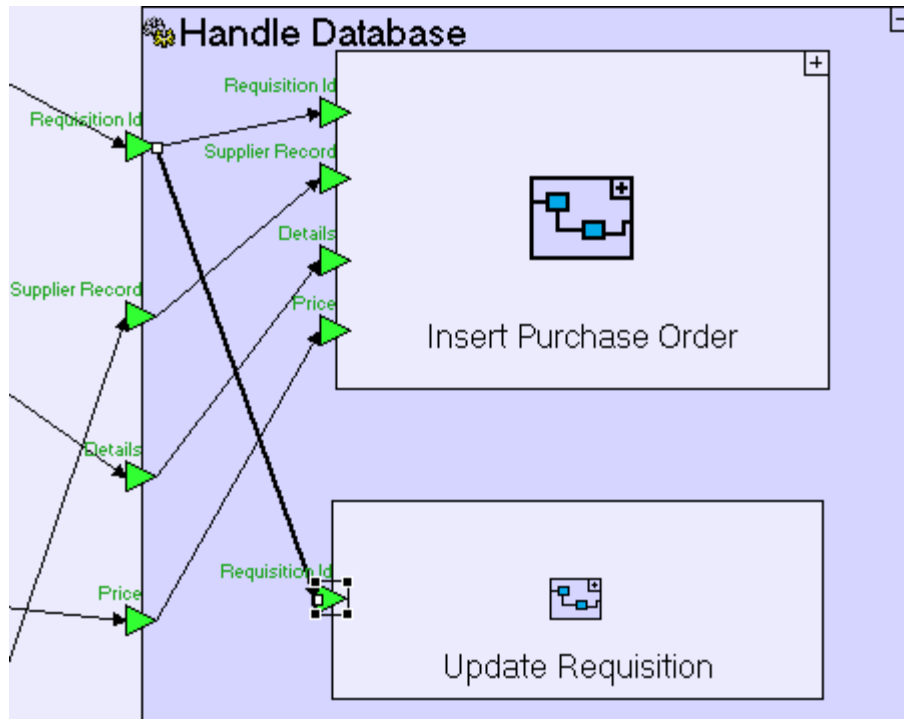 Handle Database
Requisition Id
Requisition Id
Supplier Record
Details
Supplier Record
Price
Insert Purchase Order
Details
Requisition Id
Price
Update Requisition